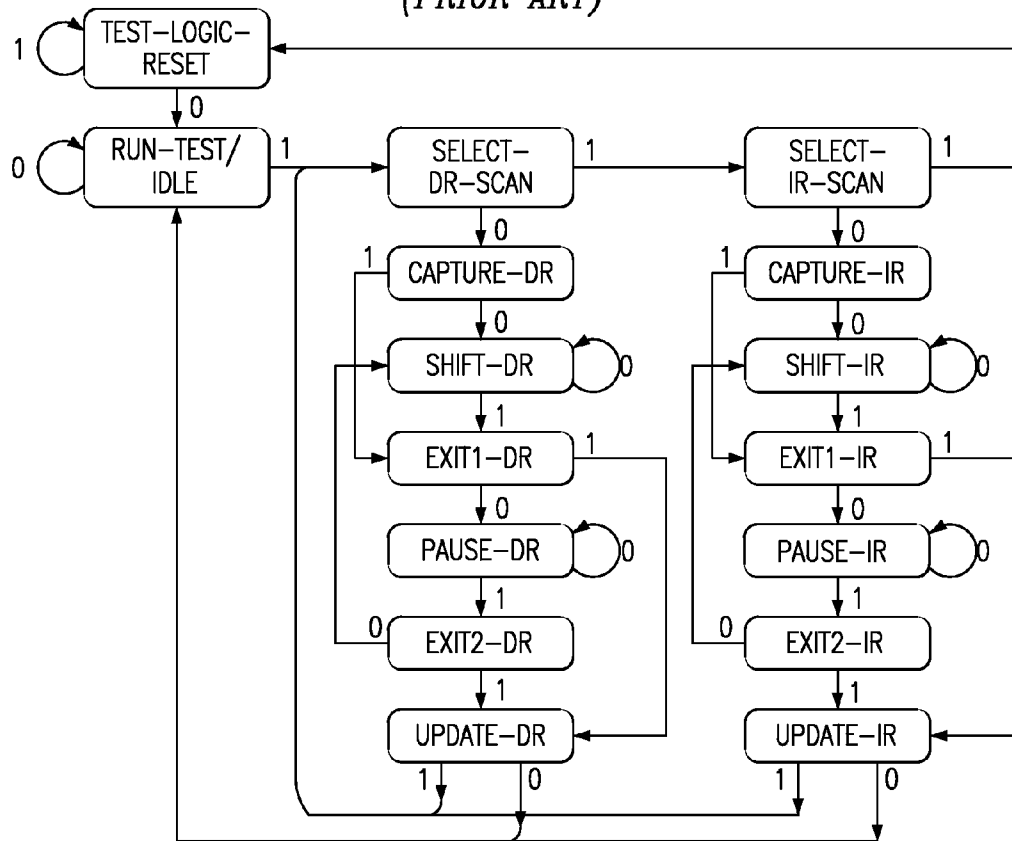 (PRIOR ART)
TEST-LOGIC-
RESET
1
0
RUN-TEST/
IDLE
0
1
SELECT-
DR-SCAN
1
SELECT-
IR-SCAN
1
0
0
1
CAPTURE-DR
1
CAPTURE-IR
0
0
SHIFT-DR
0
SHIFT-IR
0
1
1
EXIT1-DR
1
EXIT1-IR
1
0
0
PAUSE-DR
0
PAUSE-IR
0
1
1
0
EXIT2-DR
0
EXIT2-IR
1
1
UPDATE-DR
UPDATE-IR
1
0
1
0